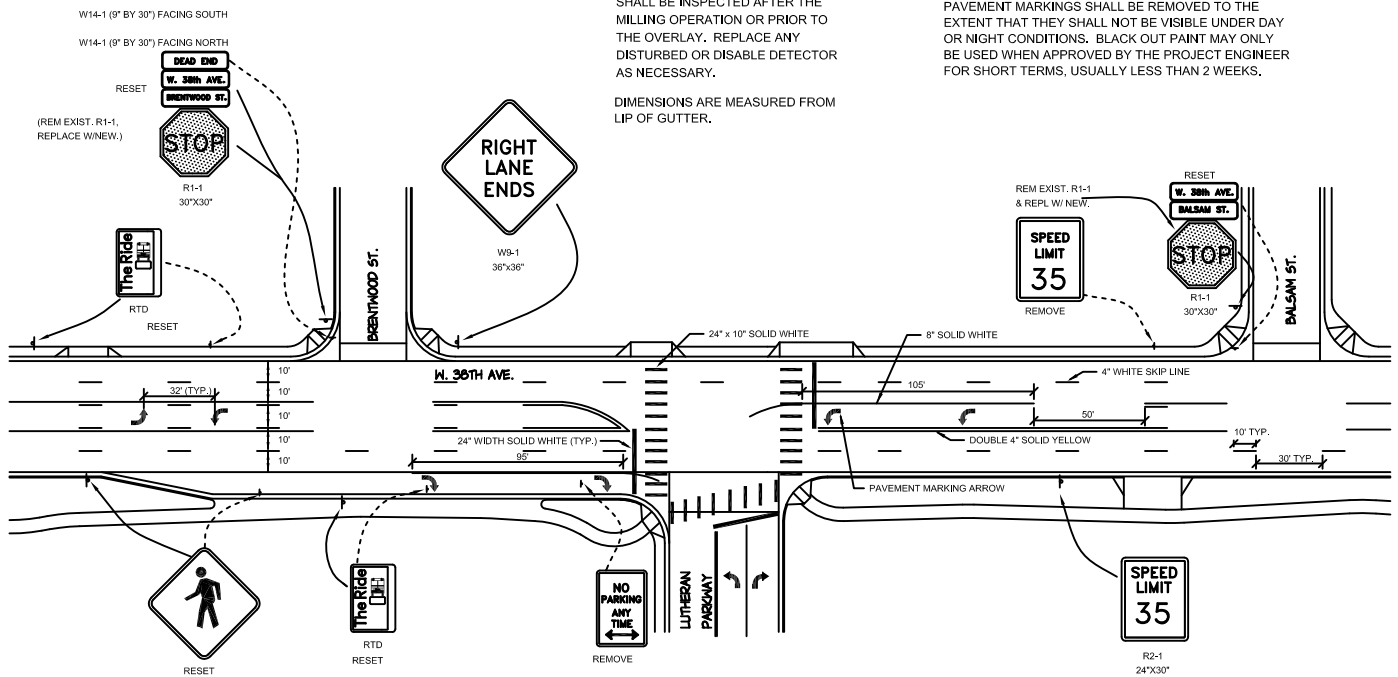 W14-1 (9" BY 30") FACING SOUTH
W14-1 (9" BY 30") FACING NORTH
DEAD END
W. 38th AVE.
BRENTWOOD ST.
RESET
(REM EXIST. R1-1,
REPLACE W/NEW.)
STOP
R1-1
30"X30"
SHALL BE INSPECTED AFTER THE
MILLING OPERATION OR PRIOR TO
THE OVERLAY. REPLACE ANY
DISTURBED OR DISABLE DETECTOR
AS NECESSARY.
DIMENSIONS ARE MEASURED FROM
LIP OF GUTTER.
PAVEMENT MARKINGS SHALL BE REMOVED TO THE
EXTENT THAT THEY SHALL NOT BE VISIBLE UNDER DAY
OR NIGHT CONDITIONS. BLACK OUT PAINT MAY ONLY
BE USED WHEN APPROVED BY THE PROJECT ENGINEER
FOR SHORT TERMS, USUALLY LESS THAN 2 WEEKS.
RIGHT
LANE
ENDS
W9-1
36"x36"
The Ride
RTD
RESET
BRENTWOOD ST.
REM EXIST. R1-1
& REPL W/ NEW.
RESET
W. 38th AVE.
BALSAM ST.
STOP
R1-1
30"X30"
SPEED
LIMIT
35
REMOVE
BALSAM ST.
24" x 10" SOLID WHITE
8" SOLID WHITE
4" WHITE SKIP LINE
W. 38TH AVE.
32' (TYP.)
10'
10'
10'
10'
10'
105'
50'
24" WIDTH SOLID WHITE (TYP.)
95'
DOUBLE 4" SOLID YELLOW
10' TYP.
30' TYP.
PAVEMENT MARKING ARROW
RESET
The Ride
RTD
RESET
NO
PARKING
ANY
TIME
REMOVE
LUTHERAN
PARKWAY
SPEED
LIMIT
35
R2-1
24"X30"